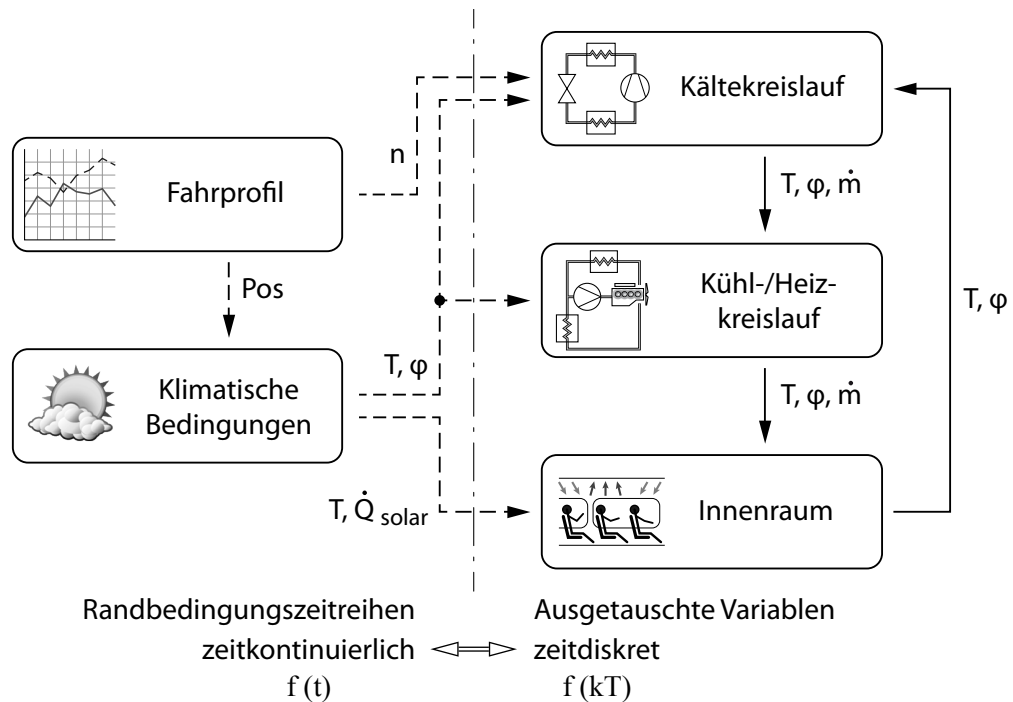 Kältekreislauf
n
Fahrprofil
T, φ, ṁ
Pos
Kühl-/Heiz-
kreislauf
T, φ
T, φ
Klimatische
Bedingungen
T, φ, ṁ
T, Q̇ solar
Innenraum
Randbedingungszeitreihen
zeitkontinuierlich
f (t)
Ausgetauschte Variablen
zeitdiskret
f (kT)